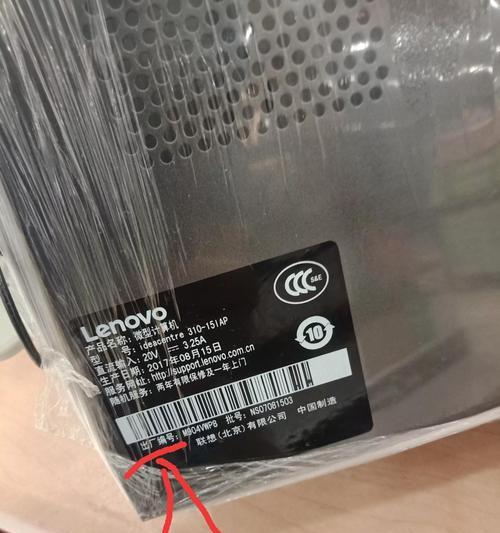 Lenovo
产品名称: 微型计算机
型 号: ideacentre 310-15IAP
直流输入: 20V ⎓ 3.25A
生产日期: 2017年08月15日
服务网址: http://support.lenovo.com.cn
随机服务: 两年有限保修及一年上门
出厂编号: M904VWP8 批号: NS07081503
联想(北京)有限公司 中国制造
CCC S&E
10